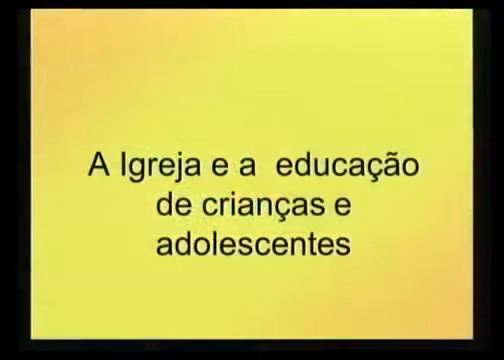 A Igreja e a educação
de crianças e
adolescentes